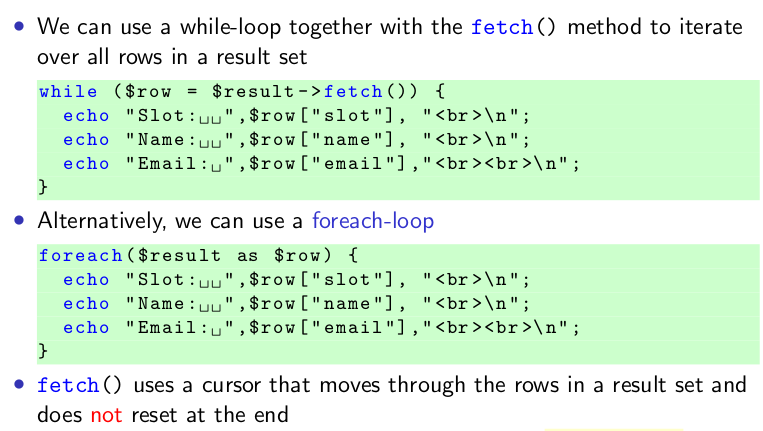 • We can use a while-loop together with the fetch() method to iterate
over all rows in a result set
while ($row = $result->fetch()) {
  echo "Slot:␣␣",$row["slot"], "<br>\n";
  echo "Name:␣␣",$row["name"], "<br>\n";
  echo "Email:␣",$row["email"],"<br><br>\n";
}
• Alternatively, we can use a foreach-loop
foreach($result as $row) {
  echo "Slot:␣␣",$row["slot"], "<br>\n";
  echo "Name:␣␣",$row["name"], "<br>\n";
  echo "Email:␣",$row["email"],"<br><br>\n";
}
• fetch() uses a cursor that moves through the rows in a result set and
does not reset at the end